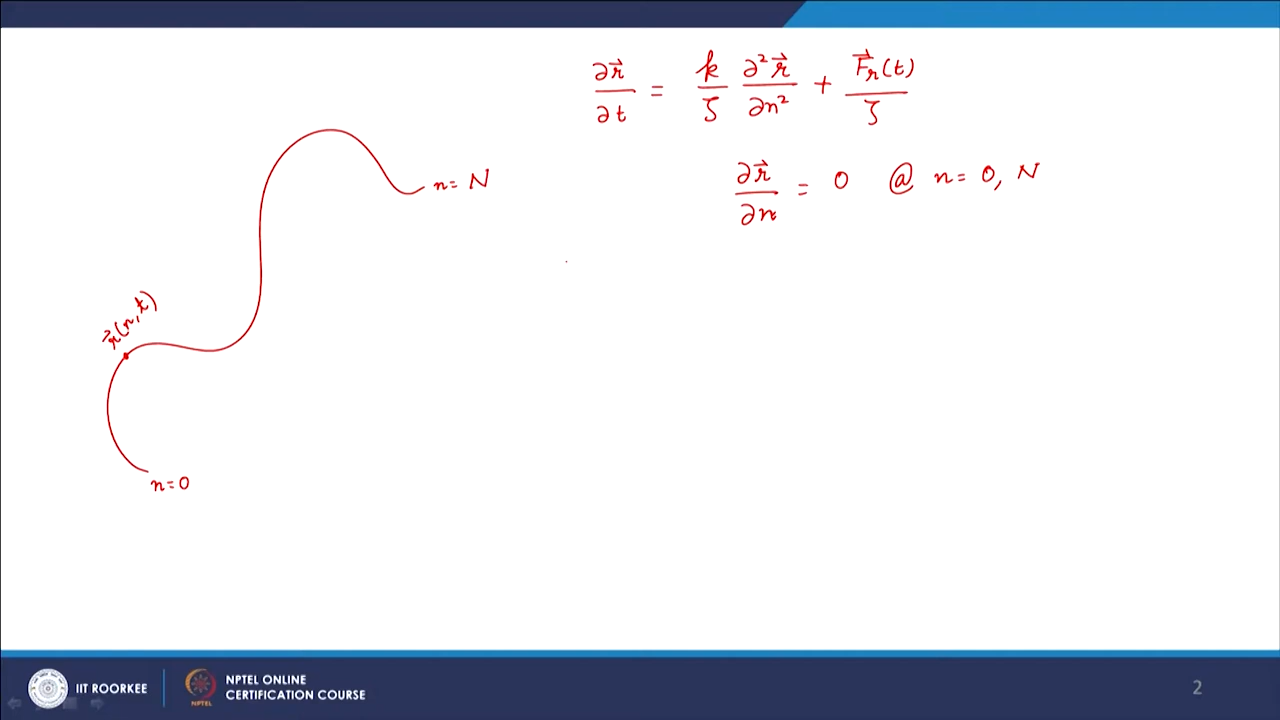 ∂r⃗/∂t = k/ζ ∂²r⃗/∂n² + F⃗ᵣ(t)/ζ
∂r⃗/∂n = 0 @ n = 0, N
n = N
r⃗(n,t)
n = 0
IIT ROORKEE
NPTEL
NPTEL ONLINE
CERTIFICATION COURSE
2